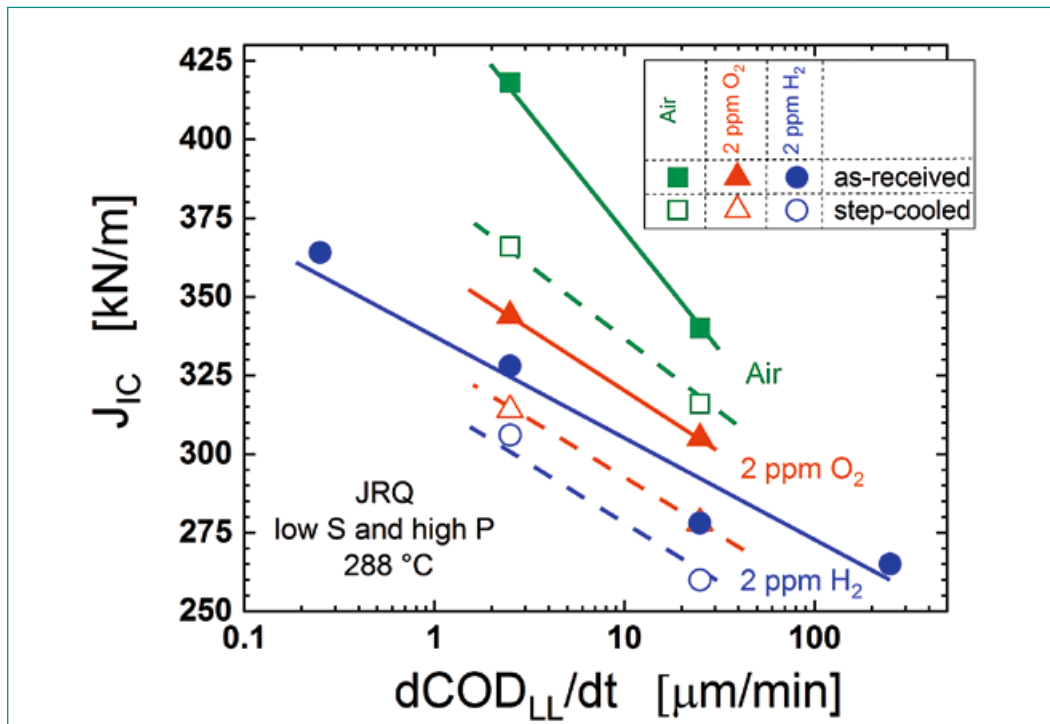 425
400
375
350
325
300
275
250
J_IC [kN/m]
0.1
1
10
100
dCOD_LL/dt [μm/min]
Air
2 ppm O₂
2 ppm H₂
as-received
step-cooled
Air
2 ppm O₂
2 ppm H₂
JRQ
low S and high P
288 °C